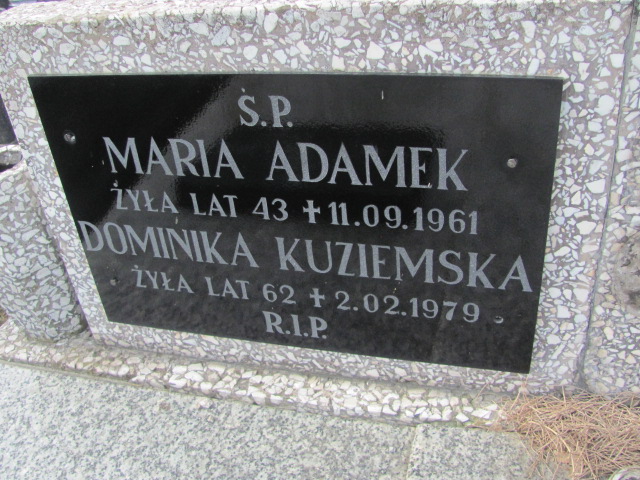 Ś.P.
MARIA ADAMEK
ŻYŁA LAT 43 ✝ 11.09.1961
DOMINIKA KUZIEMSKA
ŻYŁA LAT 62 ✝ 2.02.1979
R.I.P.